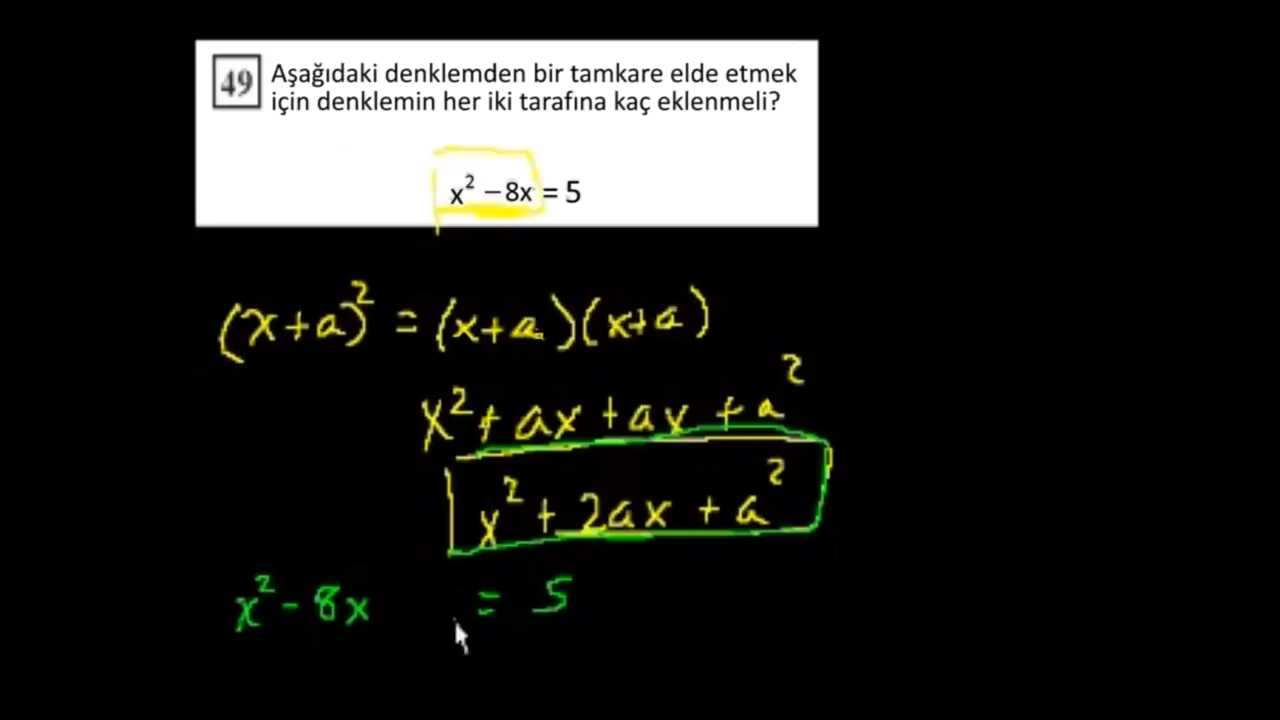 49 Aşağıdaki denklemden bir tamkare elde etmek
için denklemin her iki tarafına kaç eklenmeli?
x² − 8x = 5
(x+a)² = (x+a)(x+a)
x² + ax + ax + a²
x² + 2ax + a²
x² - 8x = 5